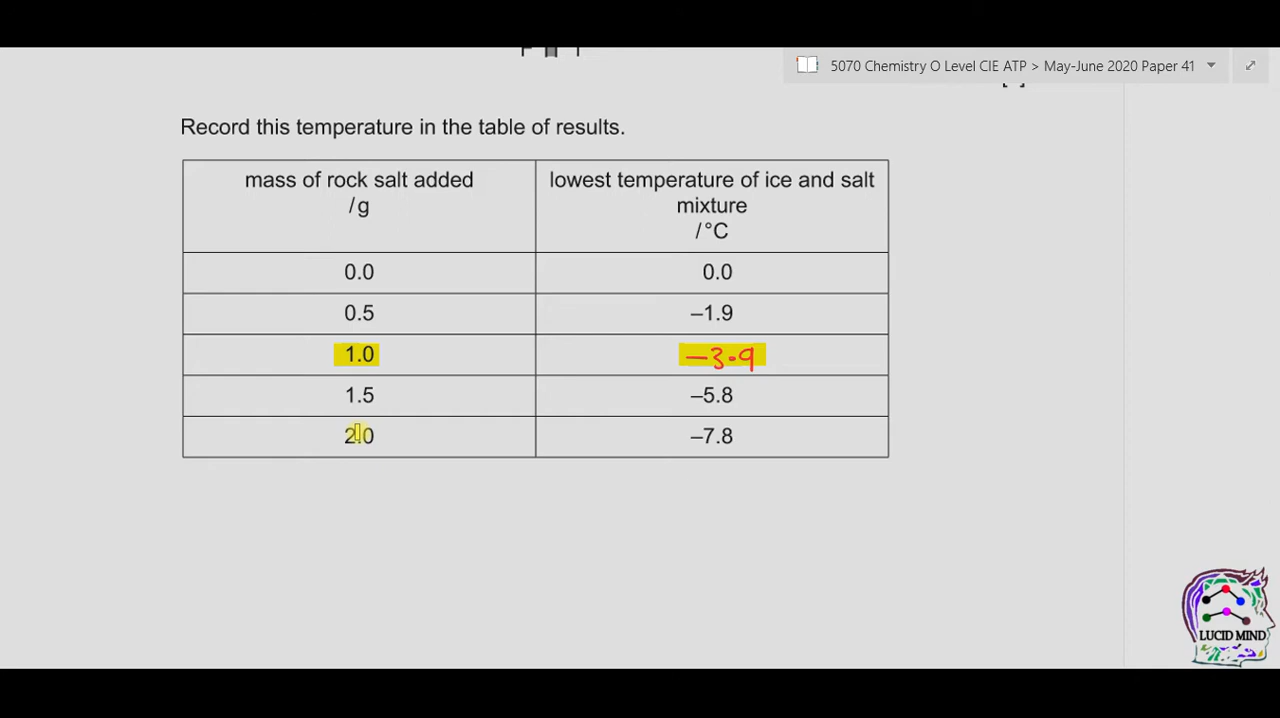 5070 Chemistry O Level CIE ATP > May-June 2020 Paper 41
Record this temperature in the table of results.
mass of rock salt added
/ g
lowest temperature of ice and salt
mixture
/ °C
0.0 0.0
0.5 –1.9
1.0 –3.9
1.5 –5.8
2.0 –7.8
LUCID MIND